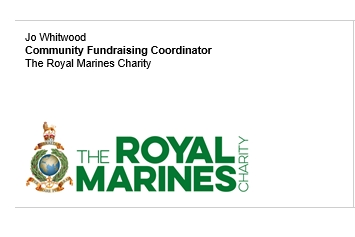 Jo Whitwood
Community Fundraising Coordinator
The Royal Marines Charity
THE ROYAL
MARINES
CHARITY